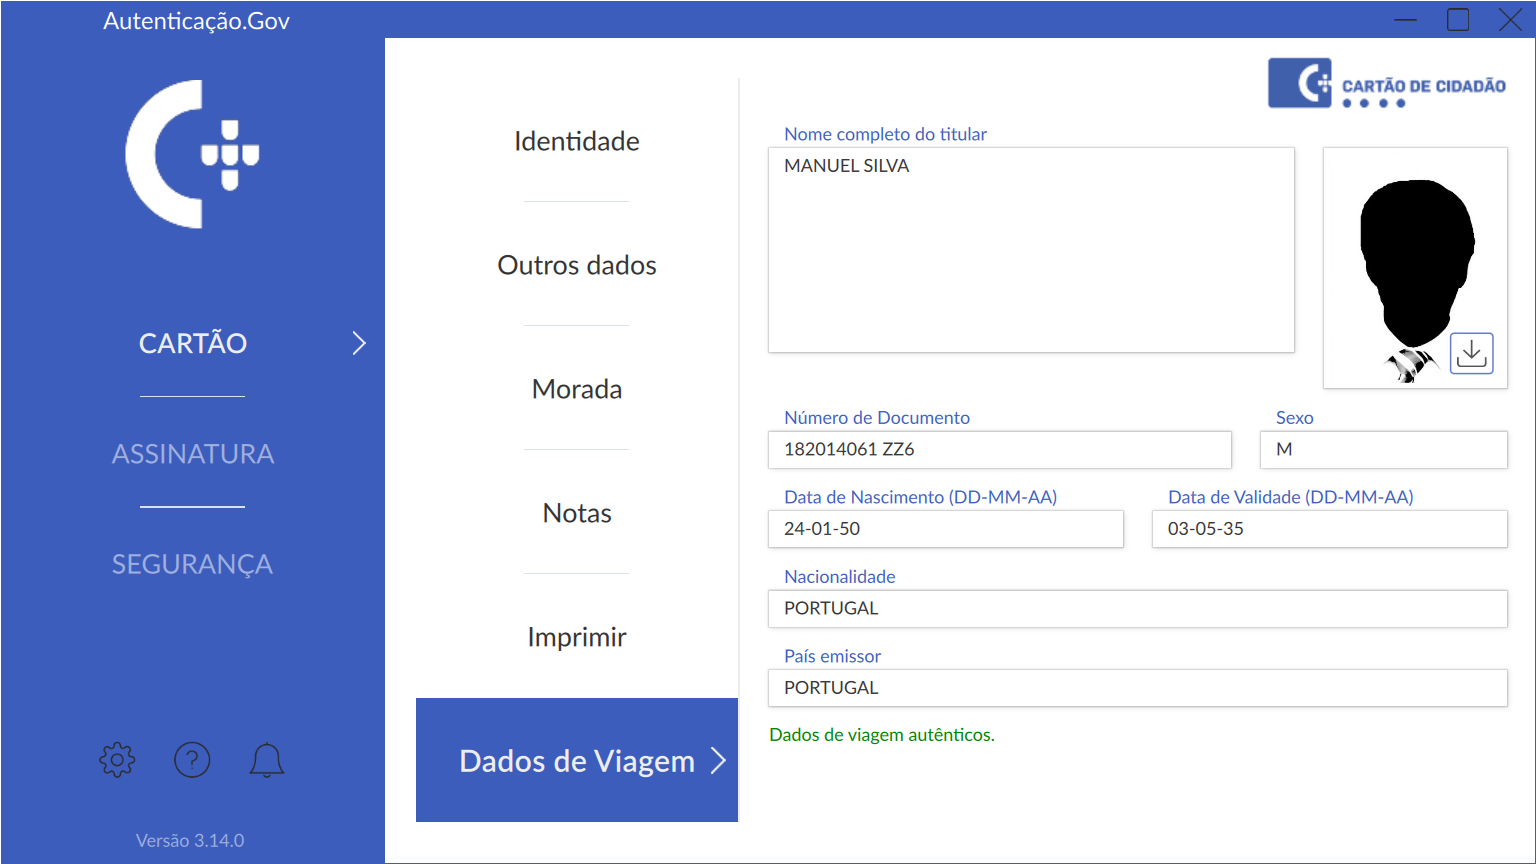 Autenticação.Gov
CARTÃO
ASSINATURA
SEGURANÇA
Versão 3.14.0
Identidade
Outros dados
Morada
Notas
Imprimir
Dados de Viagem
CARTÃO DE CIDADÃO
Nome completo do titular
MANUEL SILVA
Número de Documento
182014061 ZZ6
Sexo
M
Data de Nascimento (DD-MM-AA)
24-01-50
Data de Validade (DD-MM-AA)
03-05-35
Nacionalidade
PORTUGAL
País emissor
PORTUGAL
Dados de viagem autênticos.